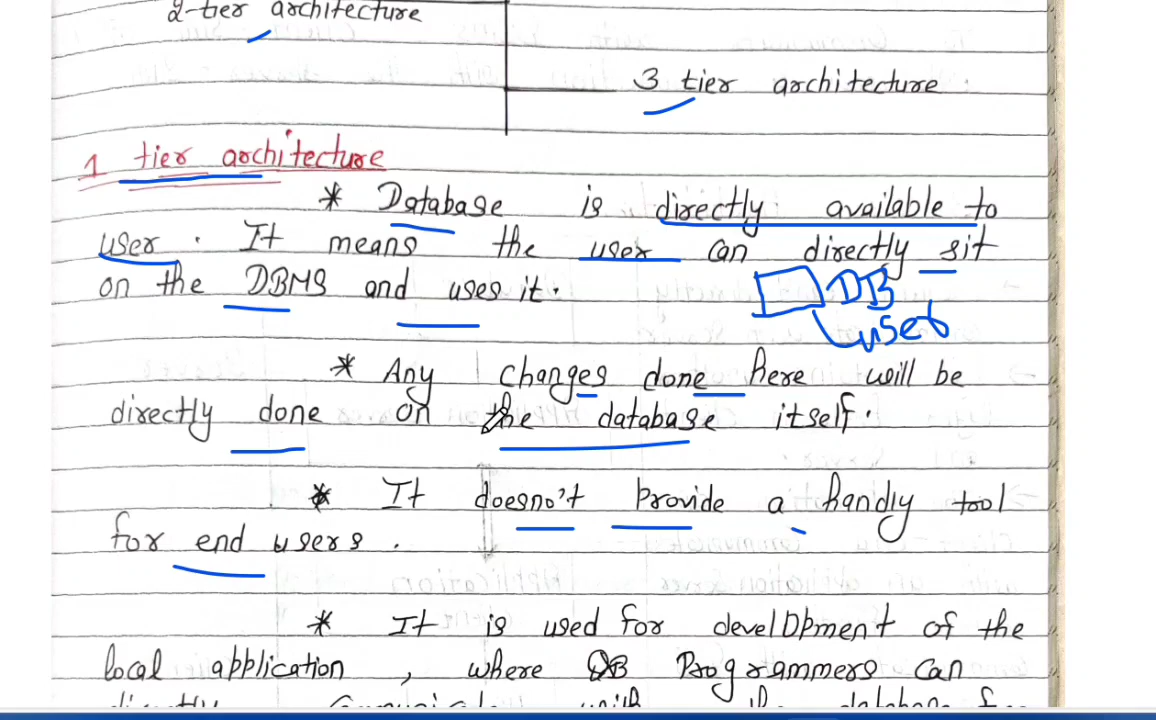 2-tier architecture
3 tier architecture
1 tier architecture
* Database is directly available to
user. It means the user can directly sit
on the DBMS and uses it.
DB
user
* Any changes done here will be
directly done on the database itself.
* It doesno't provide a handly tool
for end users.
* It is used for develDpment of the
local application, where DB Programmers can